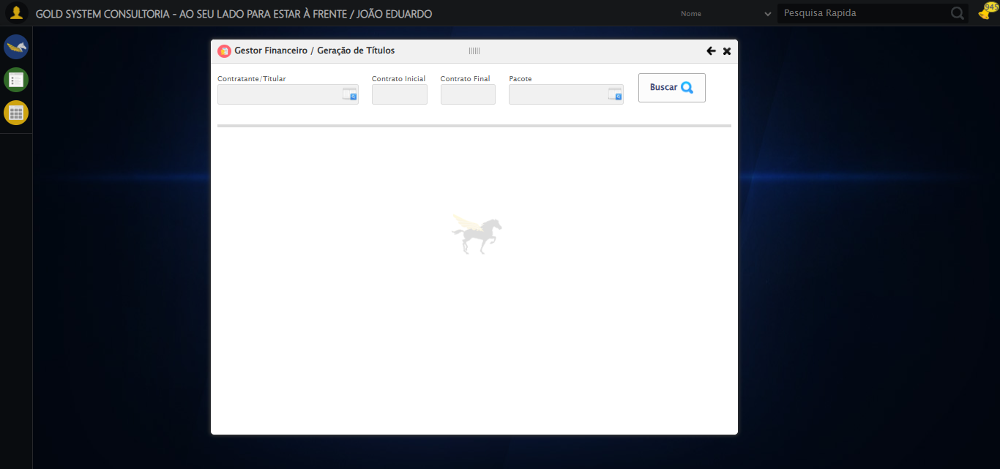 GOLD SYSTEM CONSULTORIA - AO SEU LADO PARA ESTAR À FRENTE / JOÃO EDUARDO
Nome
Pesquisa Rapida
945
Gestor Financeiro / Geração de Títulos
Contratante/Titular
Contrato Inicial
Contrato Final
Pacote
Buscar